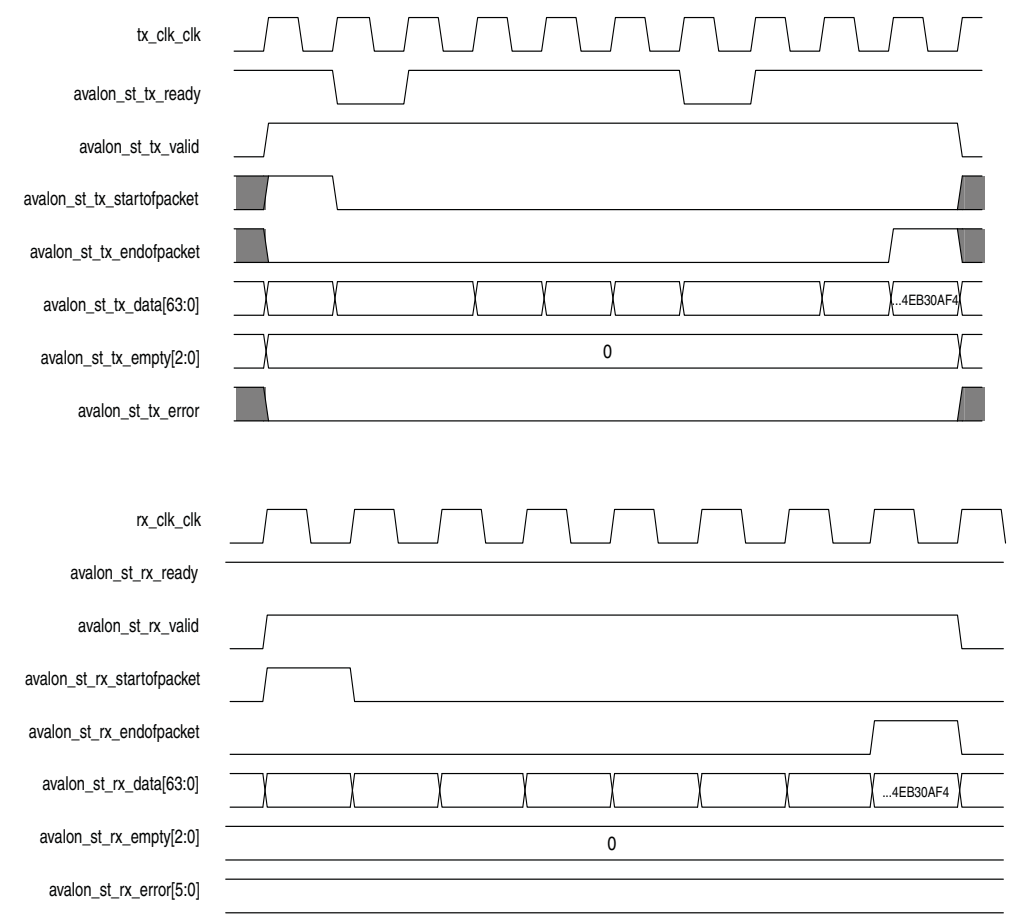 tx_clk_clk
avalon_st_tx_ready
avalon_st_tx_valid
avalon_st_tx_startofpacket
avalon_st_tx_endofpacket
avalon_st_tx_data[63:0]
...4EB30AF4
avalon_st_tx_empty[2:0]
0
avalon_st_tx_error
rx_clk_clk
avalon_st_rx_ready
avalon_st_rx_valid
avalon_st_rx_startofpacket
avalon_st_rx_endofpacket
avalon_st_rx_data[63:0]
...4EB30AF4
avalon_st_rx_empty[2:0]
0
avalon_st_rx_error[5:0]